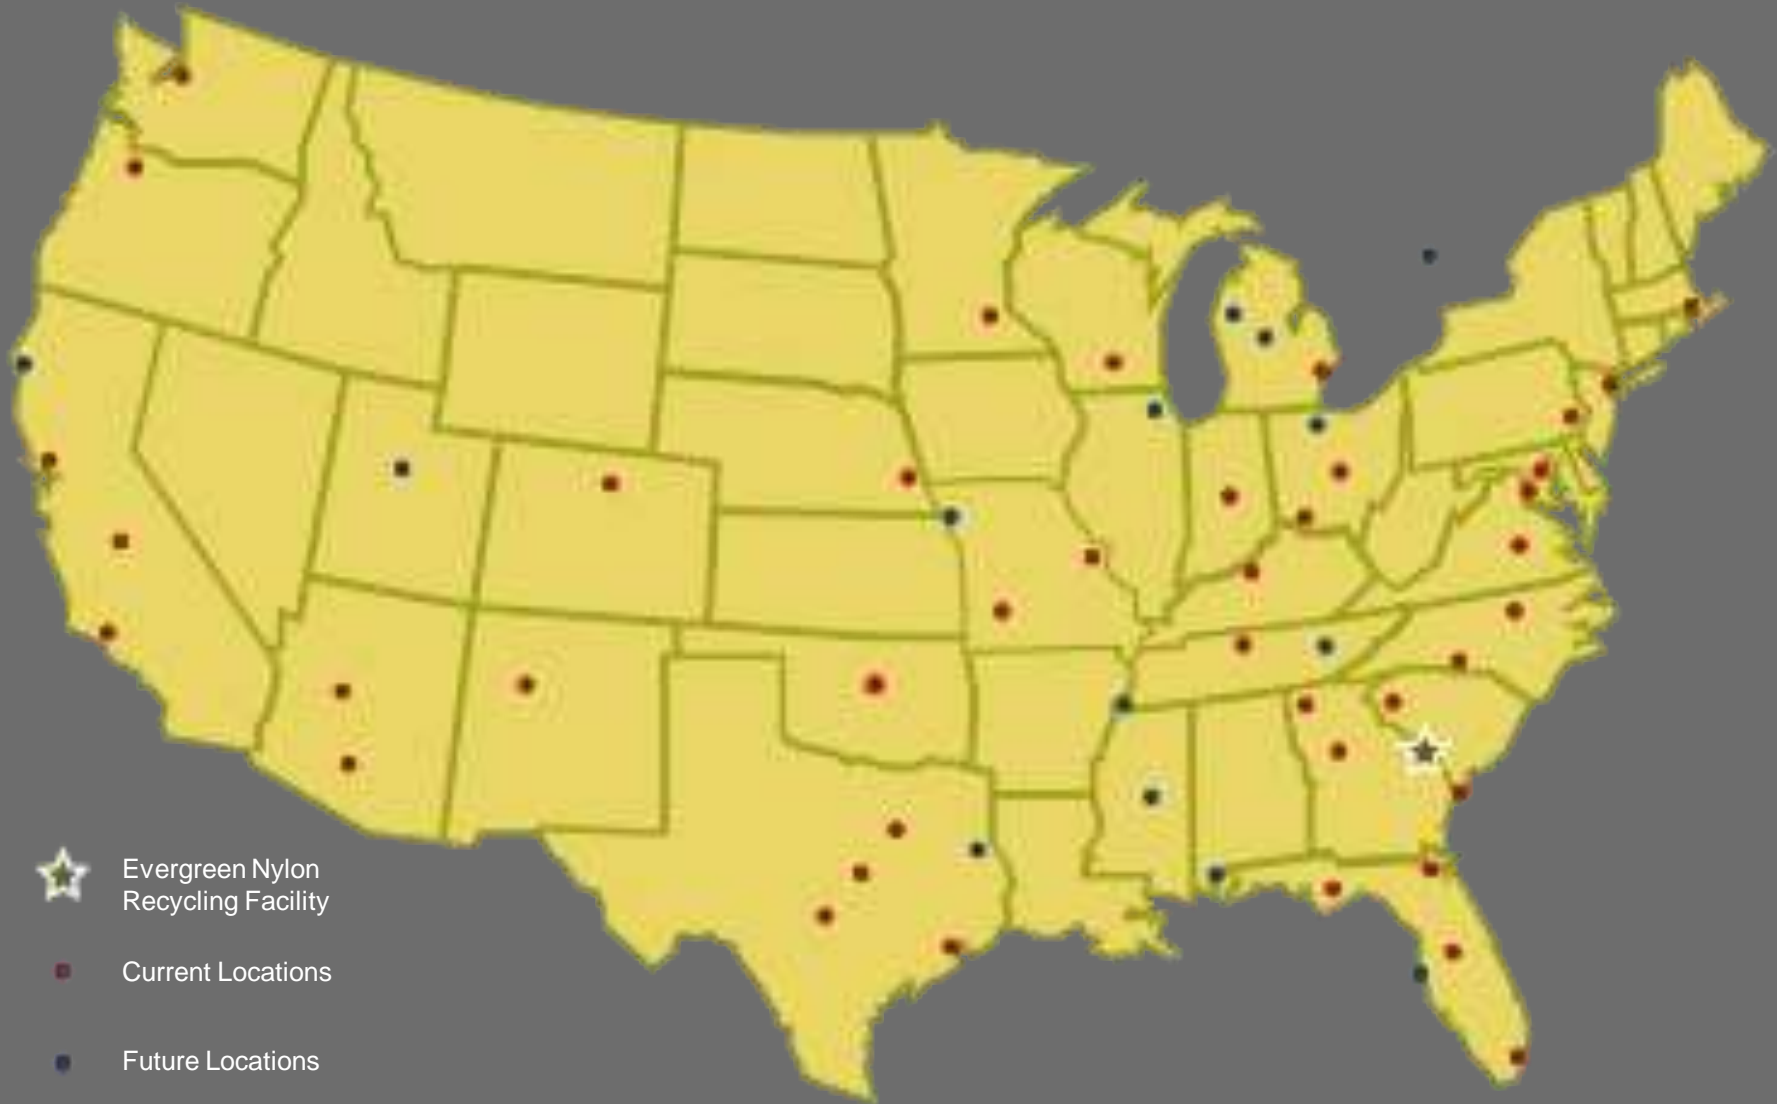 Evergreen Nylon
Recycling Facility
Current Locations
Future Locations